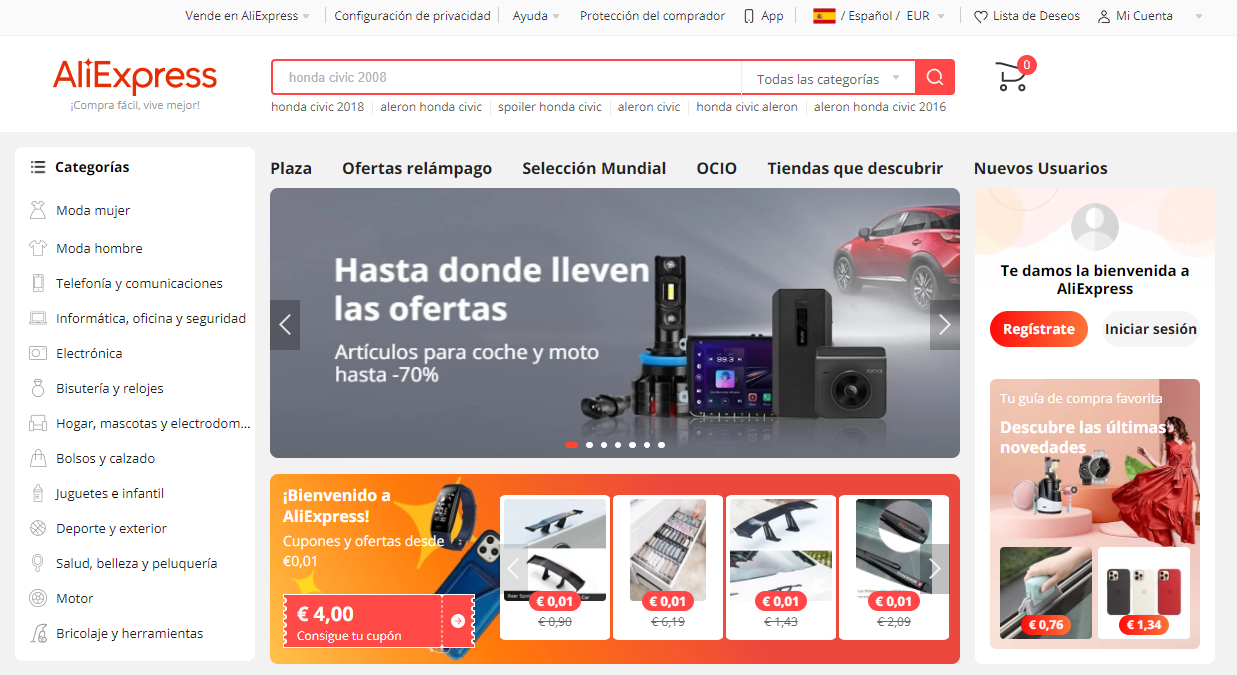 Vende en AliExpress
Configuración de privacidad
Ayuda
Protección del comprador
App
/ Español / EUR
Lista de Deseos
Mi Cuenta
AliExpress
¡Compra fácil, vive mejor!
honda civic 2008
Todas las categorías
0
honda civic 2018
aleron honda civic
spoiler honda civic
aleron civic
honda civic aleron
aleron honda civic 2016
Categorías
Moda mujer
Moda hombre
Telefonía y comunicaciones
Informática, oficina y seguridad
Electrónica
Bisutería y relojes
Hogar, mascotas y electrodom...
Bolsos y calzado
Juguetes e infantil
Deporte y exterior
Salud, belleza y peluquería
Motor
Bricolaje y herramientas
Plaza
Ofertas relámpago
Selección Mundial
OCIO
Tiendas que descubrir
Nuevos Usuarios
Hasta donde lleven
las ofertas
Artículos para coche y moto
hasta -70%
¡Bienvenido a
AliExpress!
Cupones y ofertas desde
€0,01
€ 4,00
Consigue tu cupón
€ 0,01
€ 0,90
€ 0,01
€ 6,19
€ 0,01
€ 1,43
€ 0,01
€ 2,09
Te damos la bienvenida a
AliExpress
Regístrate
Iniciar sesión
Tu guía de compra favorita
Descubre las últimas
novedades
€ 0,76
€ 1,34